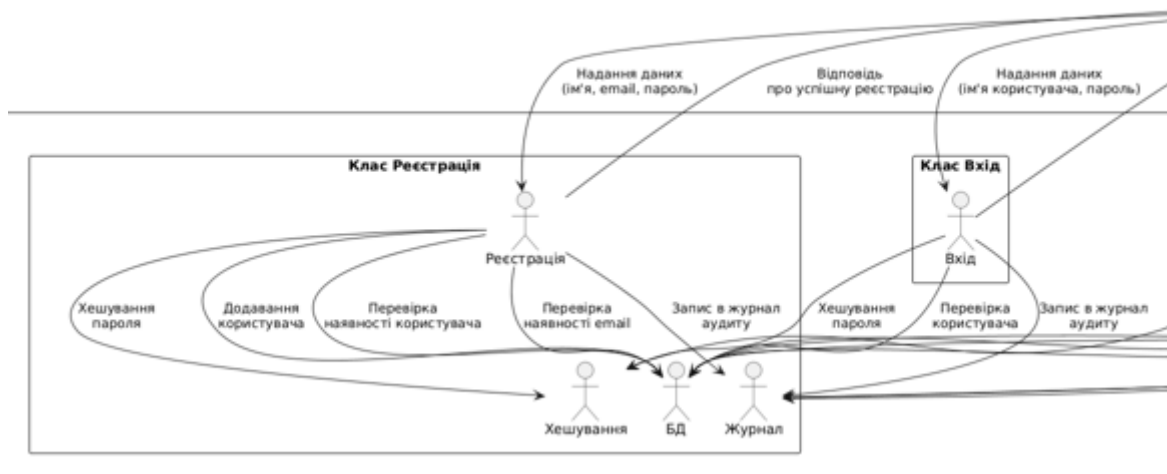 Надання даних
(ім'я, email, пароль)
Відповідь
про успішну реєстрацію
Надання даних
(ім'я користувача, пароль)
Клас Реєстрація
Клас Вхід
Реєстрація
Вхід
Хешування
пароля
Додавання
користувача
Перевірка
наявності користувача
Перевірка
наявності email
Запис в журнал
аудиту
Хешування
пароля
Перевірка
користувача
Запис в журнал
аудиту
Хешування
БД
Журнал